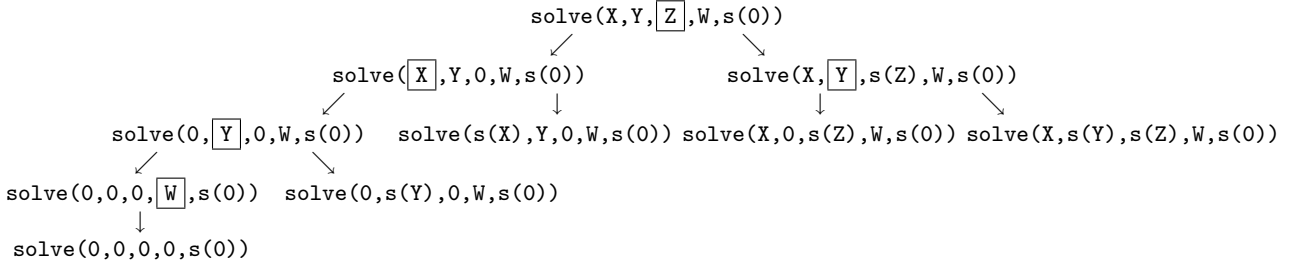 solve(X,Y,Z,W,s(0))
solve(X,Y,0,W,s(0)) solve(X,Y,s(Z),W,s(0))
solve(0,Y,0,W,s(0)) solve(s(X),Y,0,W,s(0)) solve(X,0,s(Z),W,s(0)) solve(X,s(Y),s(Z),W,s(0))
solve(0,0,0,W,s(0)) solve(0,s(Y),0,W,s(0))
solve(0,0,0,0,s(0))